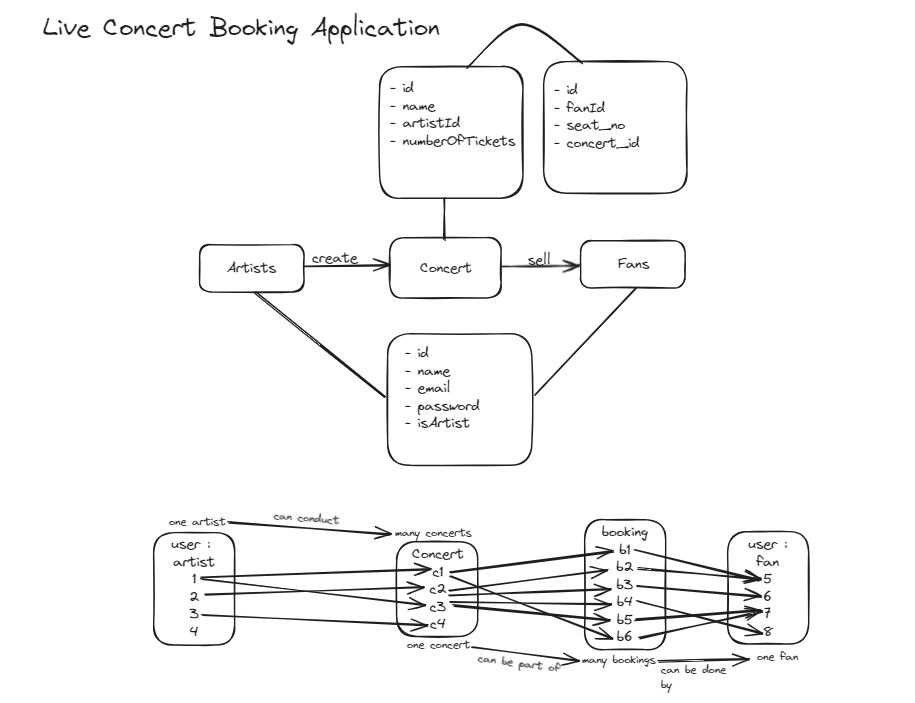 Live Concert Booking Application
- id
- name
- artistId
- numberOfTickets
- id
- fanId
- seat_no
- concert_id
Artists
create
Concert
sell
Fans
- id
- name
- email
- password
- isArtist
one artist
can conduct
many concerts
user :
artist
1
2
3
4
Concert
c1
c2
c3
c4
booking
b1
b2
b3
b4
b5
b6
user :
fan
5
6
7
8
one concert
can be part of
many bookings
can be done
by
one fan